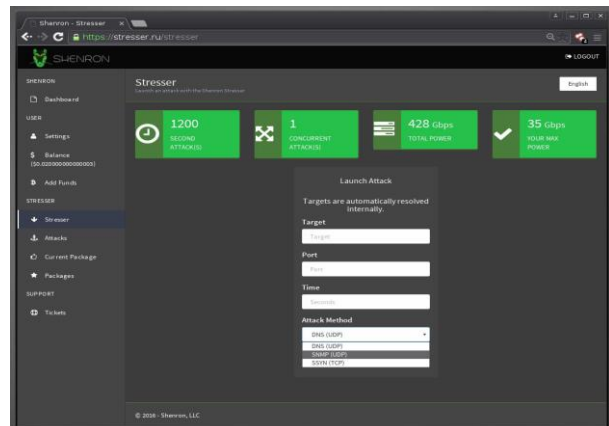 Shenron - Stresser
https://stresser.ru/stresser
SHENRON
LOGOUT
SHENRON
Dashboard
USER
Settings
Balance
($0.020000000000003)
Add Funds
STRESSER
Stresser
Attacks
Current Package
Packages
SUPPORT
Tickets
Stresser
Launch an attack with the Shenron Stresser
English
1200
SECOND
ATTACK(S)
1
CONCURRENT
ATTACK(S)
428 Gbps
TOTAL POWER
35 Gbps
YOUR MAX
POWER
Launch Attack
Targets are automatically resolved
internally.
Target
Target
Port
Port
Time
Seconds
Attack Method
DNS (UDP)
DNS (UDP)
SNMP (UDP)
SSYN (TCP)
© 2016 - Shenron, LLC